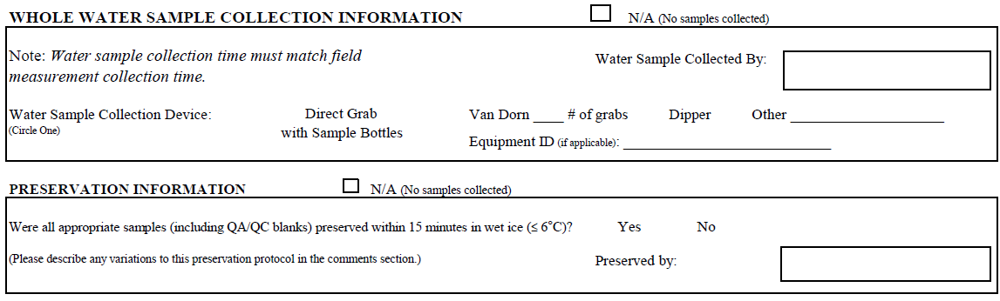 WHOLE WATER SAMPLE COLLECTION INFORMATION N/A (No samples collected)
Note: Water sample collection time must match field
measurement collection time.
Water Sample Collected By:
Water Sample Collection Device: Direct Grab Van Dorn ____ # of grabs Dipper Other ____________________
(Circle One) with Sample Bottles
Equipment ID (if applicable): ___________________________
PRESERVATION INFORMATION N/A (No samples collected)
Were all appropriate samples (including QA/QC blanks) preserved within 15 minutes in wet ice (≤ 6°C)? Yes No
(Please describe any variations to this preservation protocol in the comments section.) Preserved by: